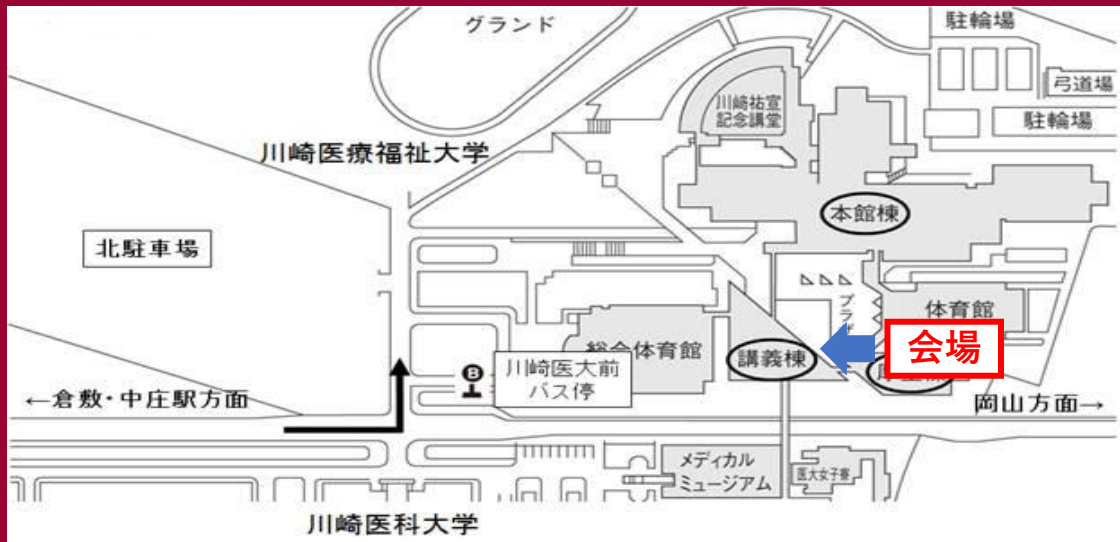 グランド
駐輪場
川﨑祐宣
記念講堂
弓道場
駐輪場
川崎医療福祉大学
本館棟
北駐車場
体育館
会場
総合体育館
講義棟
川崎医大前
バス停
B
←倉敷・中庄駅方面
岡山方面→
メディカル
ミュージアム
医大女子寮
川崎医科大学